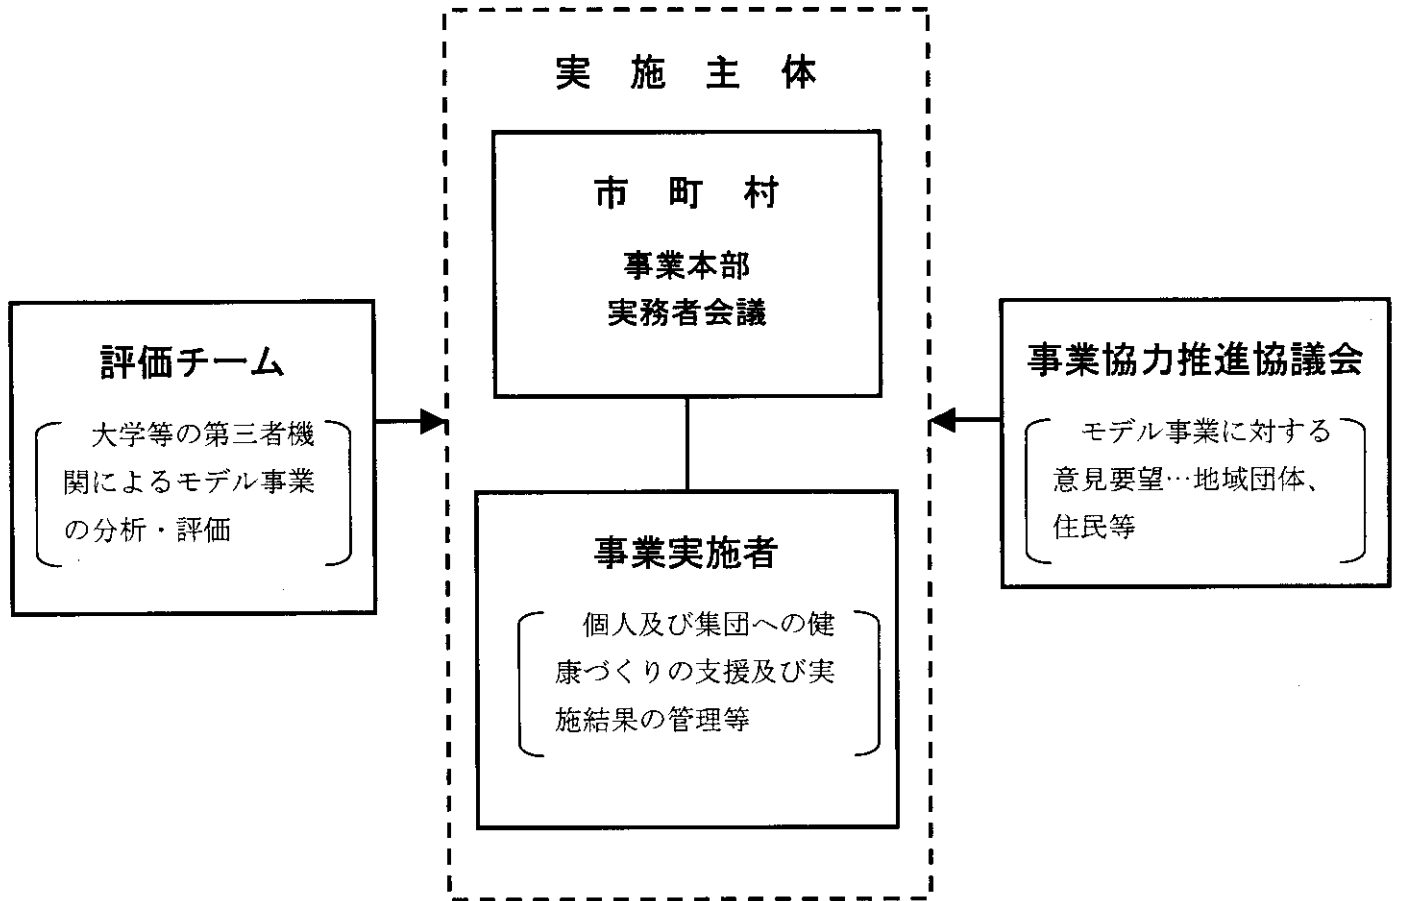 実施主体
市町村
事業本部
実務者会議
評価チーム
大学等の第三者機
関によるモデル事業
の分析・評価
事業協力推進協議会
モデル事業に対する
意見要望…地域団体、
住民等
事業実施者
個人及び集団への健
康づくりの支援及び実
施結果の管理等